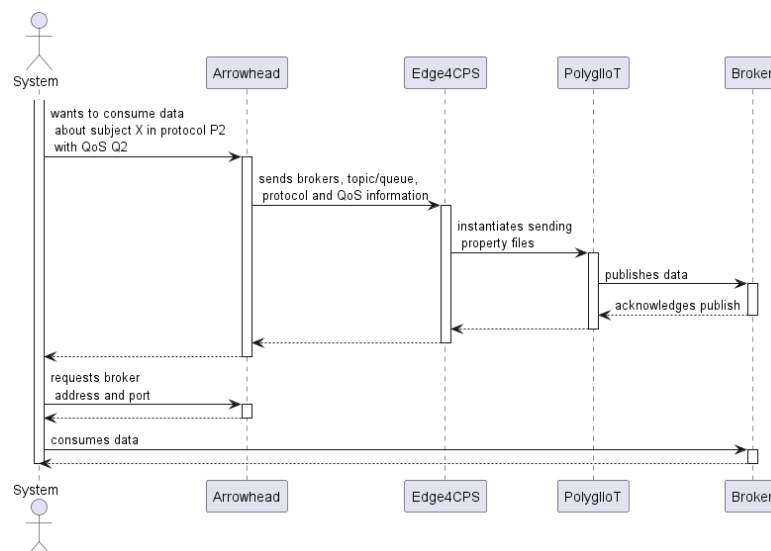 System
Arrowhead
Edge4CPS
PolyglIoT
Broker
wants to consume data
about subject X in protocol P2
with QoS Q2
sends brokers, topic/queue,
protocol and QoS information
instantiates sending
property files
publishes data
acknowledges publish
requests broker
address and port
consumes data
System
Arrowhead
Edge4CPS
PolyglIoT
Broker